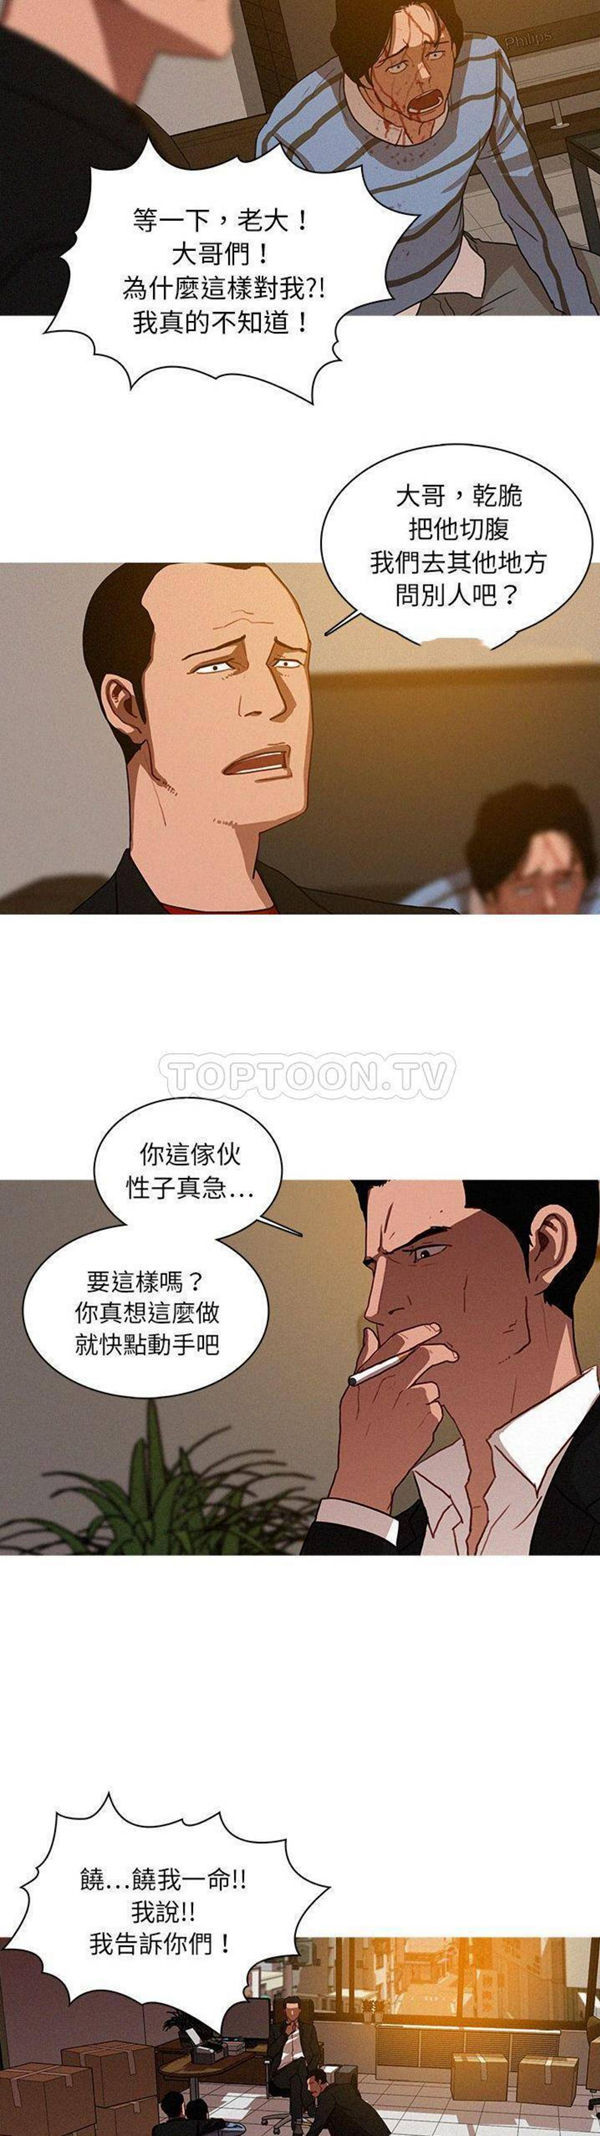 Philips
等一下，老大！
大哥們！
為什麼這樣對我?!
我真的不知道！
大哥，乾脆
把他切腹
我們去其他地方
問別人吧？
TOPTOON.TV
你這傢伙
性子真急...
要這樣嗎？
你真想這麼做
就快點動手吧
饒...饒我一命!!
我說!!
我告訴你們！